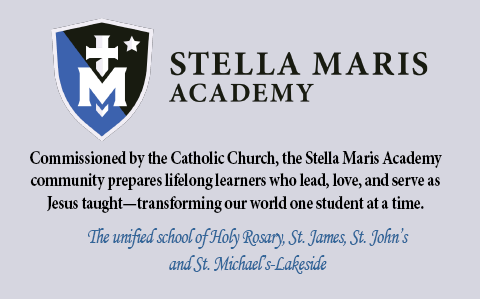 M
STELLA MARIS
ACADEMY
Commissioned by the Catholic Church, the Stella Maris Academy
community prepares lifelong learners who lead, love, and serve as
Jesus taught—transforming our world one student at a time.
The unified school of Holy Rosary, St. James, St. John's
and St. Michael's-Lakeside